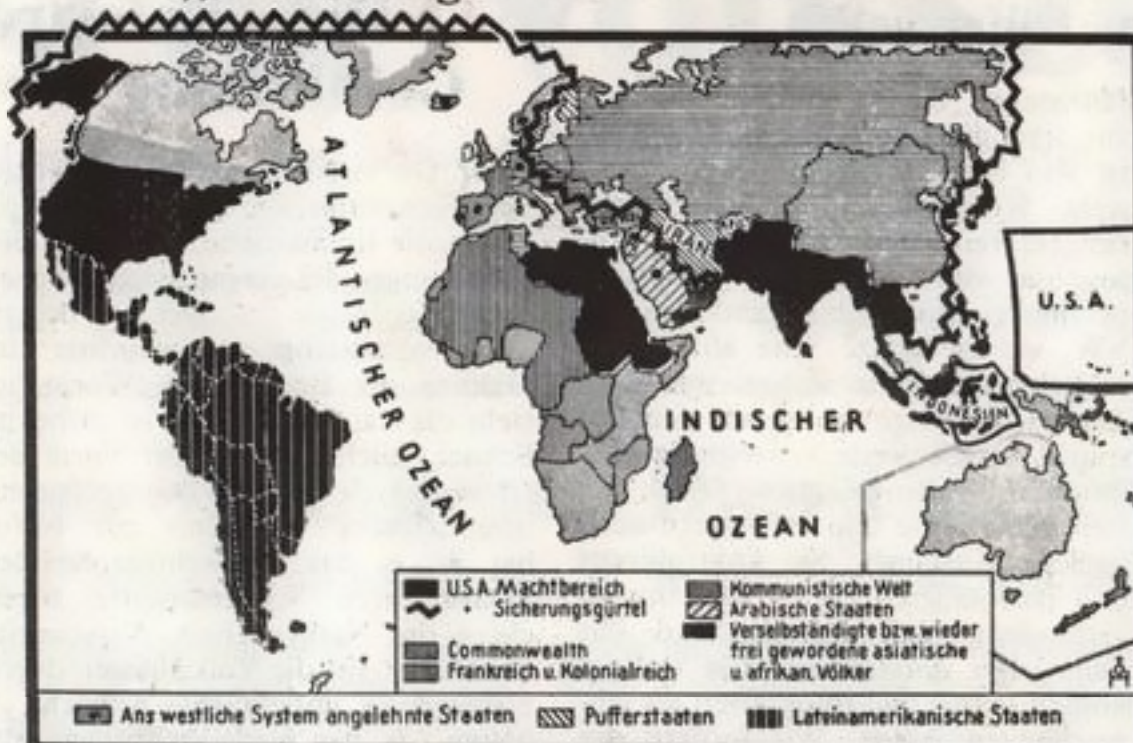 ATLANTISCHER OZEAN
IRAN
U.S.A.
INDONESIEN
INDISCHER
OZEAN
U.S.A. Machtbereich
" Sicherungsgürtel
Commonwealth
Frankreich u. Kolonialreich
Kommunistische Welt
Arabische Staaten
Verselbständigte bzw. wieder
frei gewordene asiatische
u. afrikan. Völker
Ans westliche System angelehnte Staaten
Pufferstaaten
Lateinamerikanische Staaten